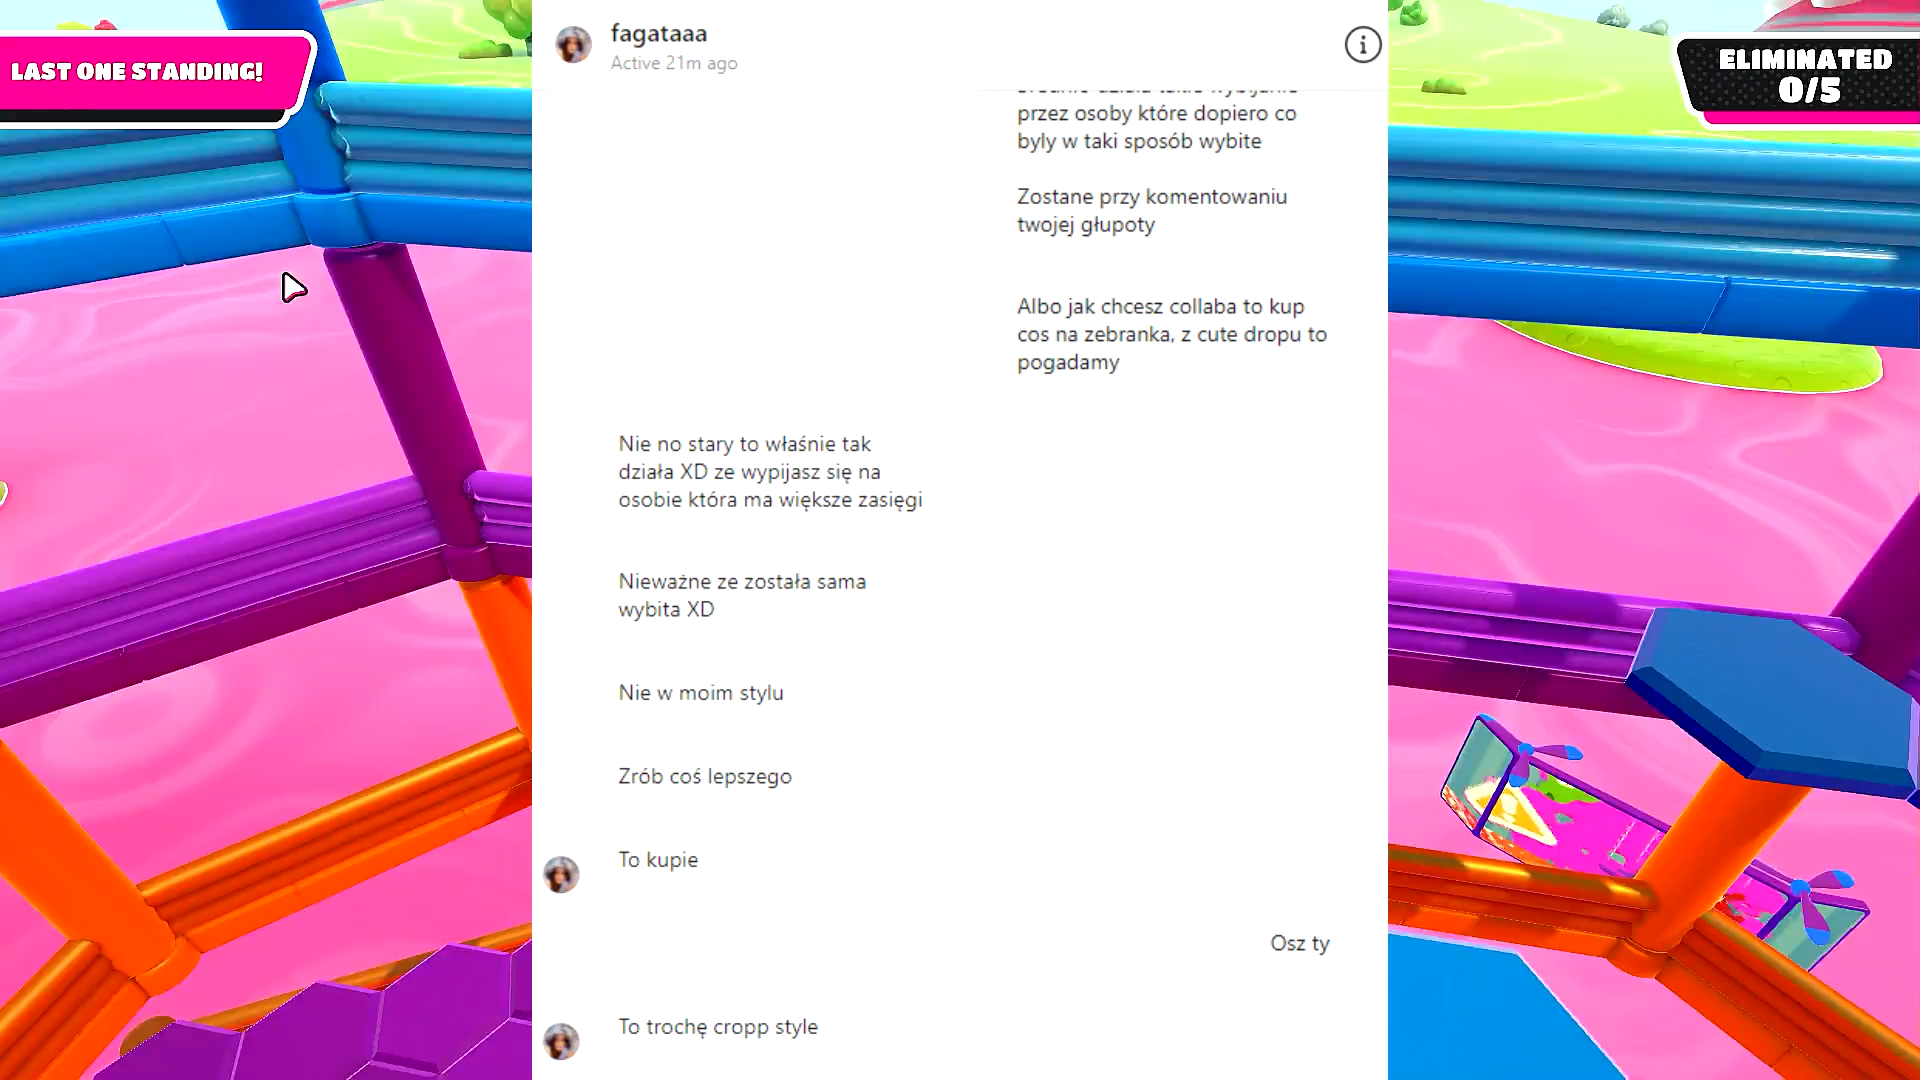 LAST ONE STANDING!
ELIMINATED
0/5
fagataaa
Active 21m ago
przez osoby które dopiero co
byly w taki sposób wybite
Zostane przy komentowaniu
twojej głupoty
Albo jak chcesz collaba to kup
cos na zebranka, z cute dropu to
pogadamy
Nie no stary to właśnie tak
działa XD ze wypijasz się na
osobie która ma większe zasięgi
Nieważne ze została sama
wybita XD
Nie w moim stylu
Zrób coś lepszego
To kupie
Osz ty
To trochę cropp style